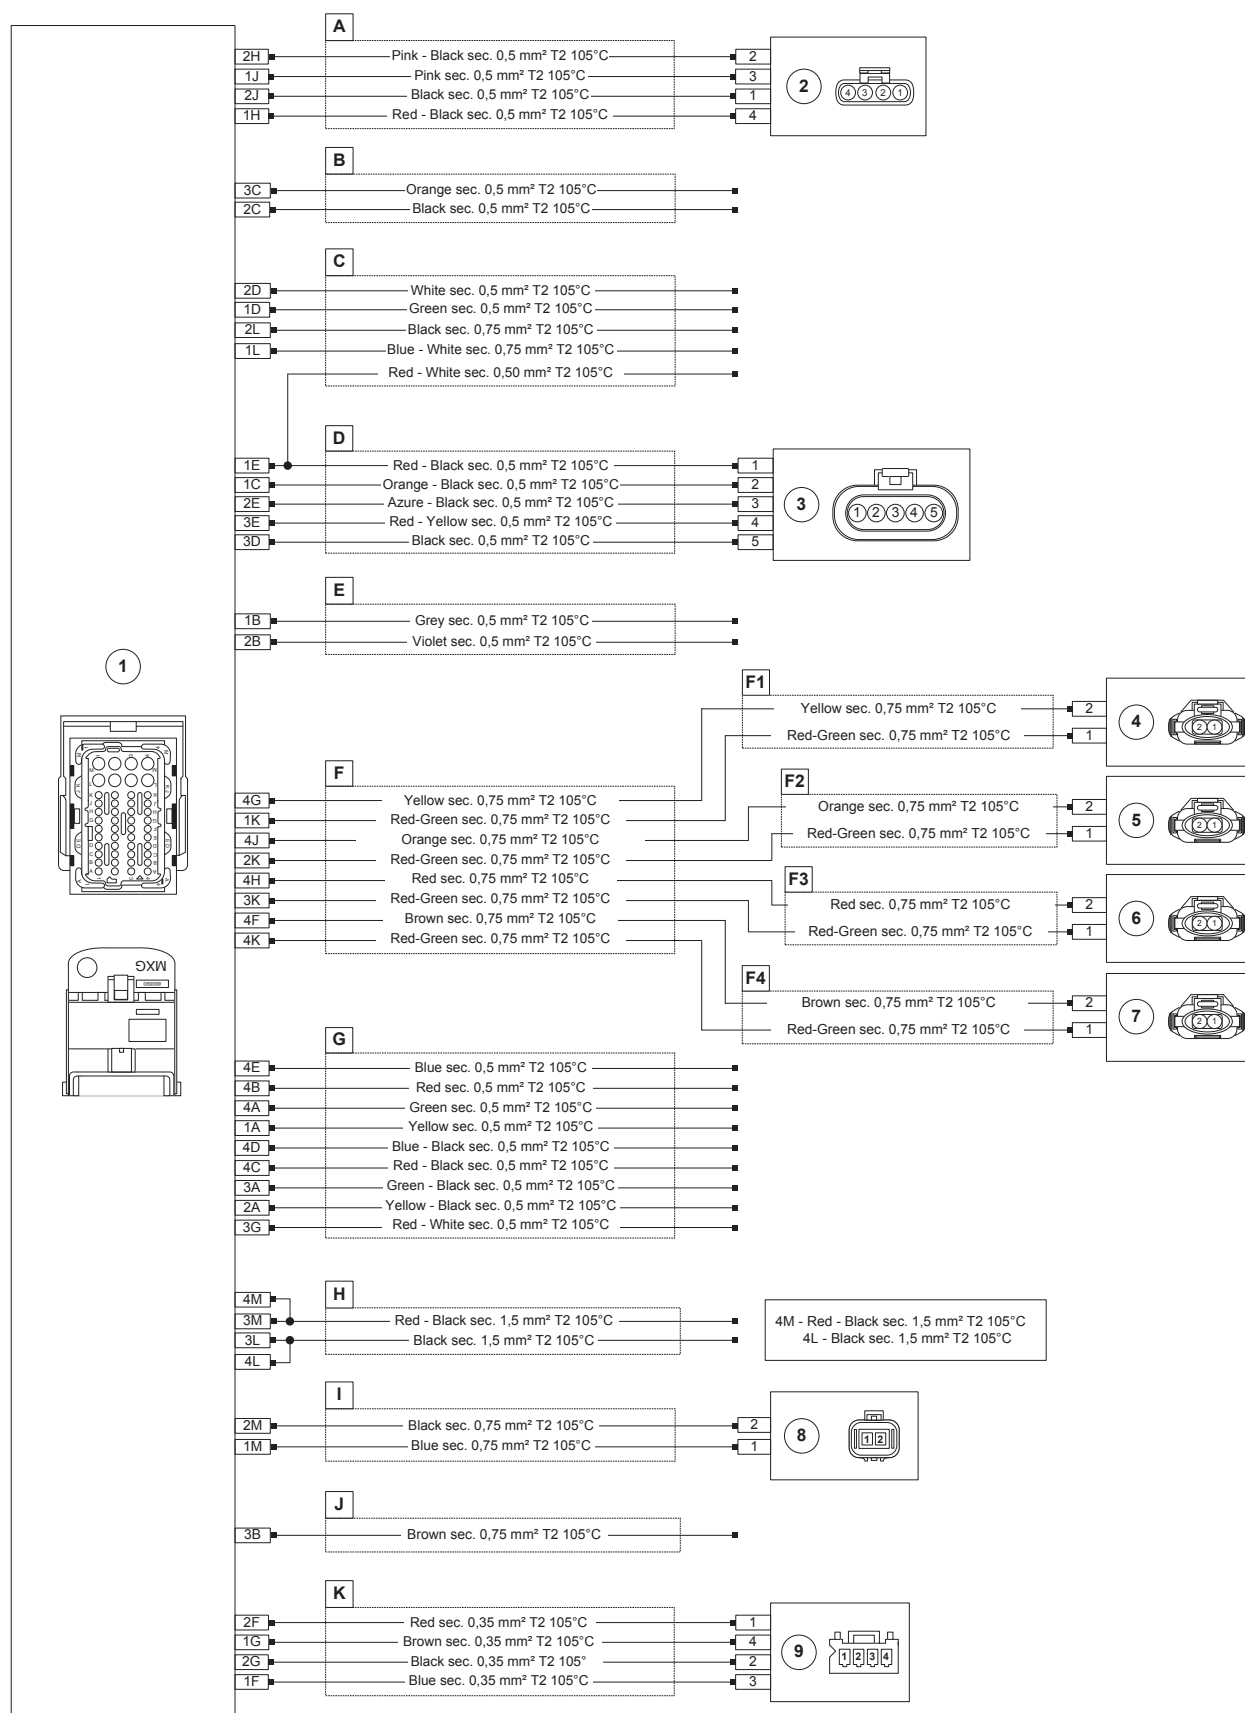 A
2H Pink - Black sec. 0,5 mm² T2 105°C 2
1J Pink sec. 0,5 mm² T2 105°C 3
2J Black sec. 0,5 mm² T2 105°C 1
1H Red - Black sec. 0,5 mm² T2 105°C 4
2
4 3 2 1
B
3C Orange sec. 0,5 mm² T2 105°C
2C Black sec. 0,5 mm² T2 105°C
C
2D White sec. 0,5 mm² T2 105°C
1D Green sec. 0,5 mm² T2 105°C
2L Black sec. 0,75 mm² T2 105°C
1L Blue - White sec. 0,75 mm² T2 105°C
Red - White sec. 0,50 mm² T2 105°C
D
1E Red - Black sec. 0,5 mm² T2 105°C 1
1C Orange - Black sec. 0,5 mm² T2 105°C 2
2E Azure - Black sec. 0,5 mm² T2 105°C 3
3E Red - Yellow sec. 0,5 mm² T2 105°C 4
3D Black sec. 0,5 mm² T2 105°C 5
3
1 2 3 4 5
E
1B Grey sec. 0,5 mm² T2 105°C
2B Violet sec. 0,5 mm² T2 105°C
1
MXG
F
4G Yellow sec. 0,75 mm² T2 105°C
1K Red-Green sec. 0,75 mm² T2 105°C
4J Orange sec. 0,75 mm² T2 105°C
2K Red-Green sec. 0,75 mm² T2 105°C
4H Red sec. 0,75 mm² T2 105°C
3K Red-Green sec. 0,75 mm² T2 105°C
4F Brown sec. 0,75 mm² T2 105°C
4K Red-Green sec. 0,75 mm² T2 105°C
F1
Yellow sec. 0,75 mm² T2 105°C 2
Red-Green sec. 0,75 mm² T2 105°C 1
4
2 1
F2
Orange sec. 0,75 mm² T2 105°C 2
Red-Green sec. 0,75 mm² T2 105°C 1
5
2 1
F3
Red sec. 0,75 mm² T2 105°C 2
Red-Green sec. 0,75 mm² T2 105°C 1
6
2 1
F4
Brown sec. 0,75 mm² T2 105°C 2
Red-Green sec. 0,75 mm² T2 105°C 1
7
2 1
G
4E Blue sec. 0,5 mm² T2 105°C
4B Red sec. 0,5 mm² T2 105°C
4A Green sec. 0,5 mm² T2 105°C
1A Yellow sec. 0,5 mm² T2 105°C
4D Blue - Black sec. 0,5 mm² T2 105°C
4C Red - Black sec. 0,5 mm² T2 105°C
3A Green - Black sec. 0,5 mm² T2 105°C
2A Yellow - Black sec. 0,5 mm² T2 105°C
3G Red - White sec. 0,5 mm² T2 105°C
H
4M
3M Red - Black sec. 1,5 mm² T2 105°C
3L Black sec. 1,5 mm² T2 105°C
4L
4M - Red - Black sec. 1,5 mm² T2 105°C
4L - Black sec. 1,5 mm² T2 105°C
I
2M Black sec. 0,75 mm² T2 105°C 2
1M Blue sec. 0,75 mm² T2 105°C 1
8
1 2
J
3B Brown sec. 0,75 mm² T2 105°C
K
2F Red sec. 0,35 mm² T2 105°C 1
1G Brown sec. 0,35 mm² T2 105°C 4
2G Black sec. 0,35 mm² T2 105° 2
1F Blue sec. 0,35 mm² T2 105°C 3
9
1 2 3 4